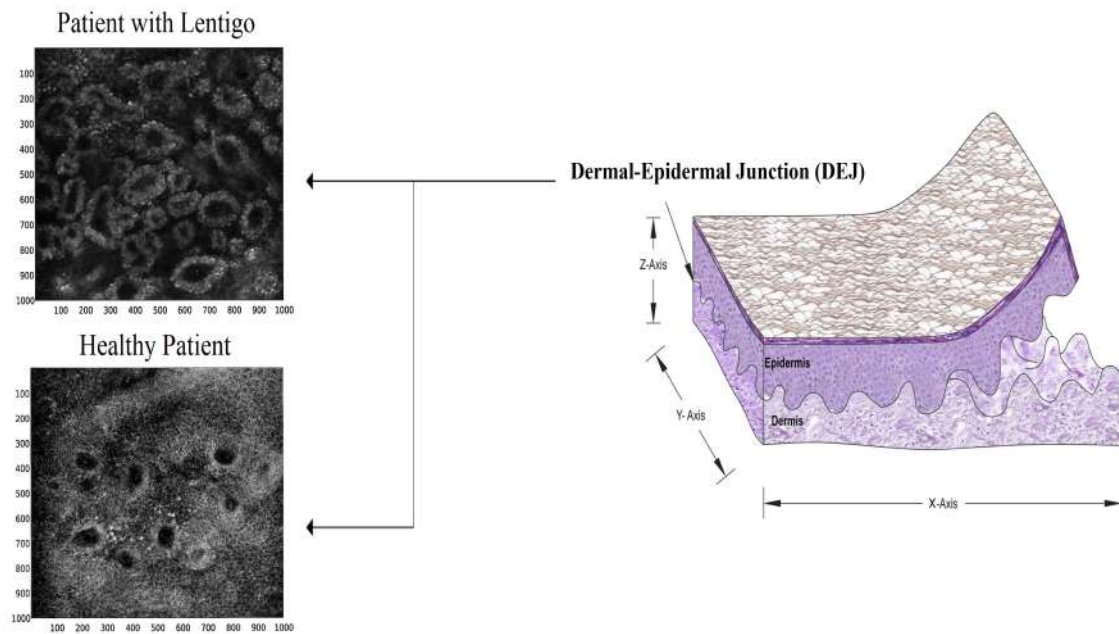 Patient with Lentigo
100
200
300
400
500
600
700
800
900
1000
100 200 300 400 500 600 700 800 900 1000
Healthy Patient
100
200
300
400
500
600
700
800
900
1000
100 200 300 400 500 600 700 800 900 1000
Dermal-Epidermal Junction (DEJ)
Z-Axis
Epidermis
Y- Axis
Dermis
X-Axis